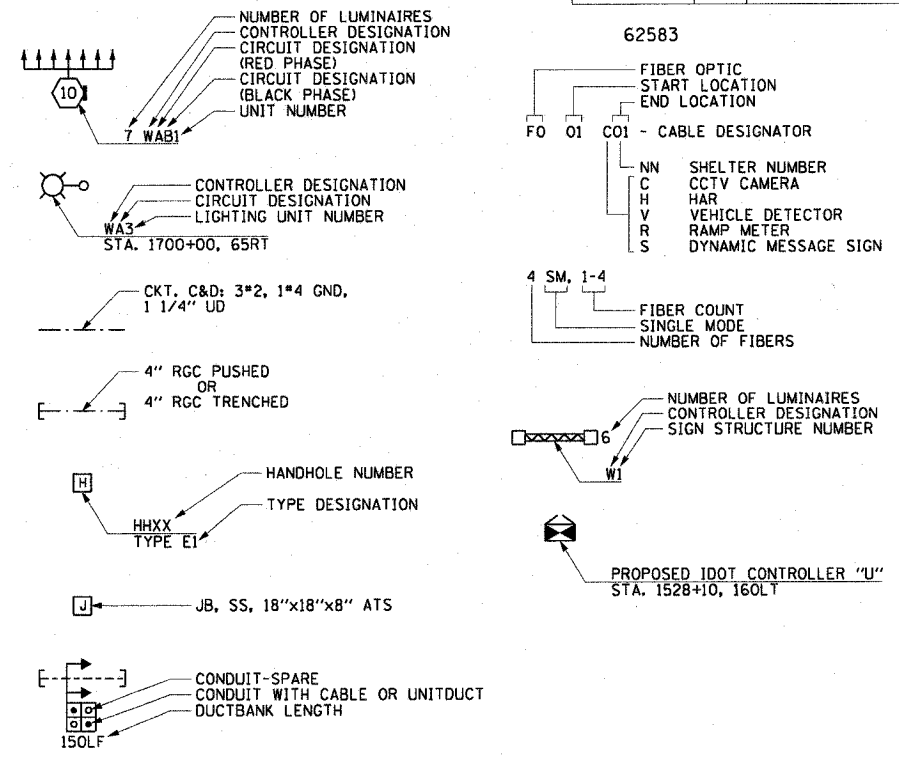 NUMBER OF LUMINAIRES
CONTROLLER DESIGNATION
CIRCUIT DESIGNATION
(RED PHASE)
CIRCUIT DESIGNATION
(BLACK PHASE)
UNIT NUMBER
10
7 WAB1
CONTROLLER DESIGNATION
CIRCUIT DESIGNATION
LIGHTING UNIT NUMBER
WA3
STA. 1700+00, 65RT
CKT. C&D: 3#2, 1#4 GND,
1 1/4" UD
4" RGC PUSHED
OR
4" RGC TRENCHED
H
HANDHOLE NUMBER
TYPE DESIGNATION
HHXX
TYPE E1
J
JB, SS, 18"x18"x8" ATS
CONDUIT-SPARE
CONDUIT WITH CABLE OR UNITDUCT
DUCTBANK LENGTH
150LF
62583
FIBER OPTIC
START LOCATION
END LOCATION
FO 01 C01 - CABLE DESIGNATOR
NN SHELTER NUMBER
C CCTV CAMERA
H HAR
V VEHICLE DETECTOR
R RAMP METER
S DYNAMIC MESSAGE SIGN
4 SM, 1-4
FIBER COUNT
SINGLE MODE
NUMBER OF FIBERS
NUMBER OF LUMINAIRES
CONTROLLER DESIGNATION
SIGN STRUCTURE NUMBER
6
W1
PROPOSED IDOT CONTROLLER "U"
STA. 1528+10, 160LT